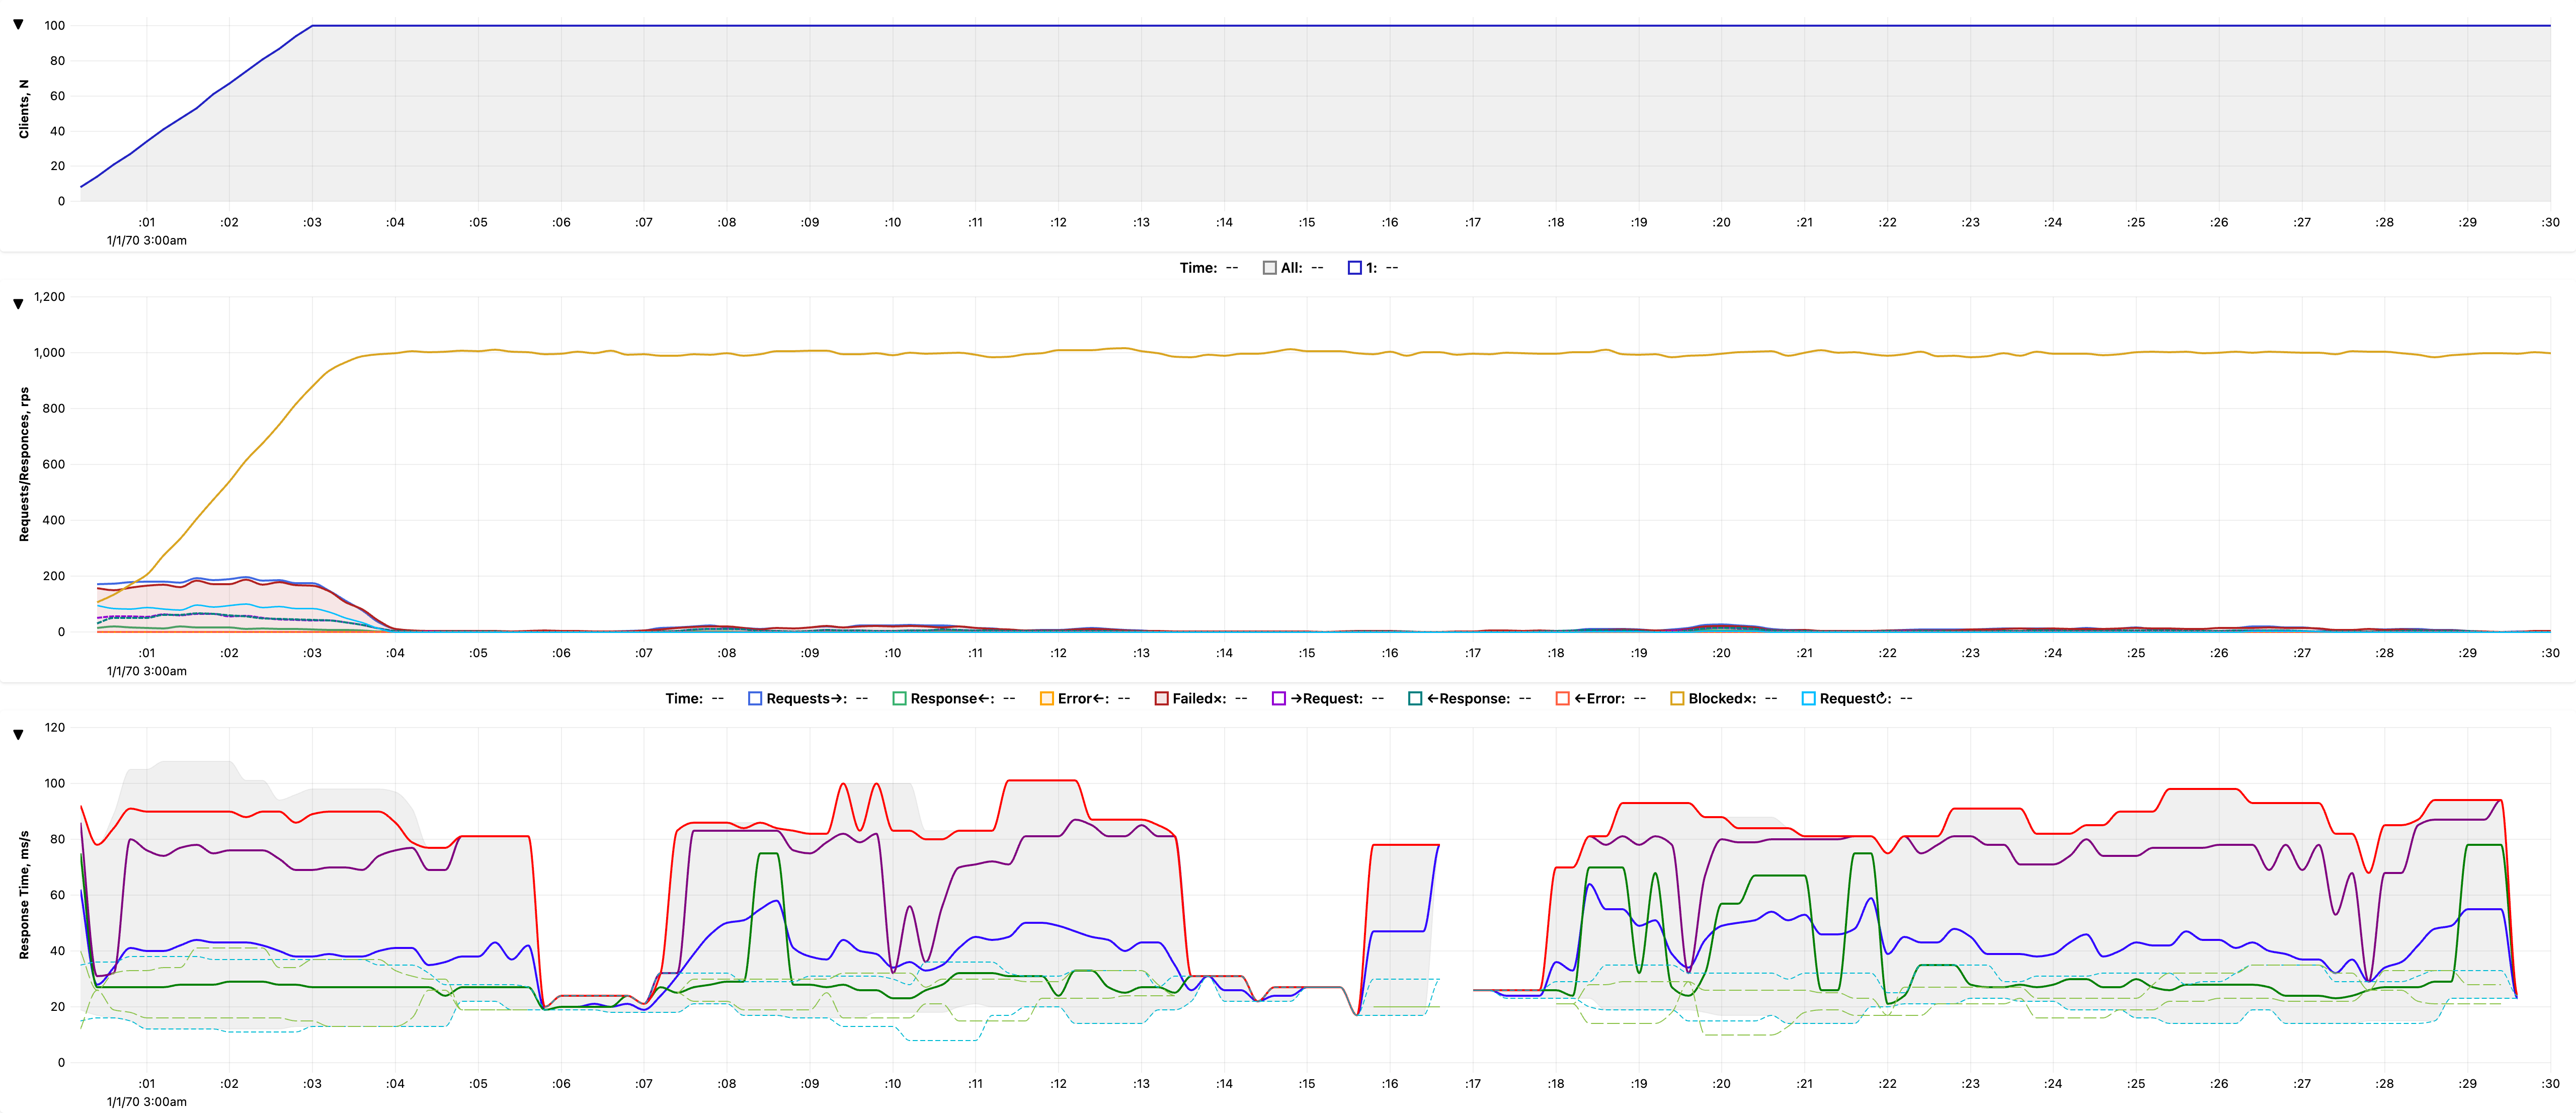 ▼
Clients, N
100
80
60
40
20
0
:01 :02 :03 :04 :05 :06 :07 :08 :09 :10 :11 :12 :13 :14 :15 :16 :17 :18 :19 :20 :21 :22 :23 :24 :25 :26 :27 :28 :29 :30
1/1/70 3:00am
Time: -- All: -- 1: --
▼
Requests/Responces, rps
1,200
1,000
800
600
400
200
0
:01 :02 :03 :04 :05 :06 :07 :08 :09 :10 :11 :12 :13 :14 :15 :16 :17 :18 :19 :20 :21 :22 :23 :24 :25 :26 :27 :28 :29 :30
1/1/70 3:00am
Time: -- Requests→: -- Response←: -- Error←: -- Failed×: -- →Request: -- ←Response: -- ←Error: -- Blocked×: -- Request↻: --
▼
Response Time, ms/s
120
100
80
60
40
20
0
:01 :02 :03 :04 :05 :06 :07 :08 :09 :10 :11 :12 :13 :14 :15 :16 :17 :18 :19 :20 :21 :22 :23 :24 :25 :26 :27 :28 :29 :30
1/1/70 3:00am